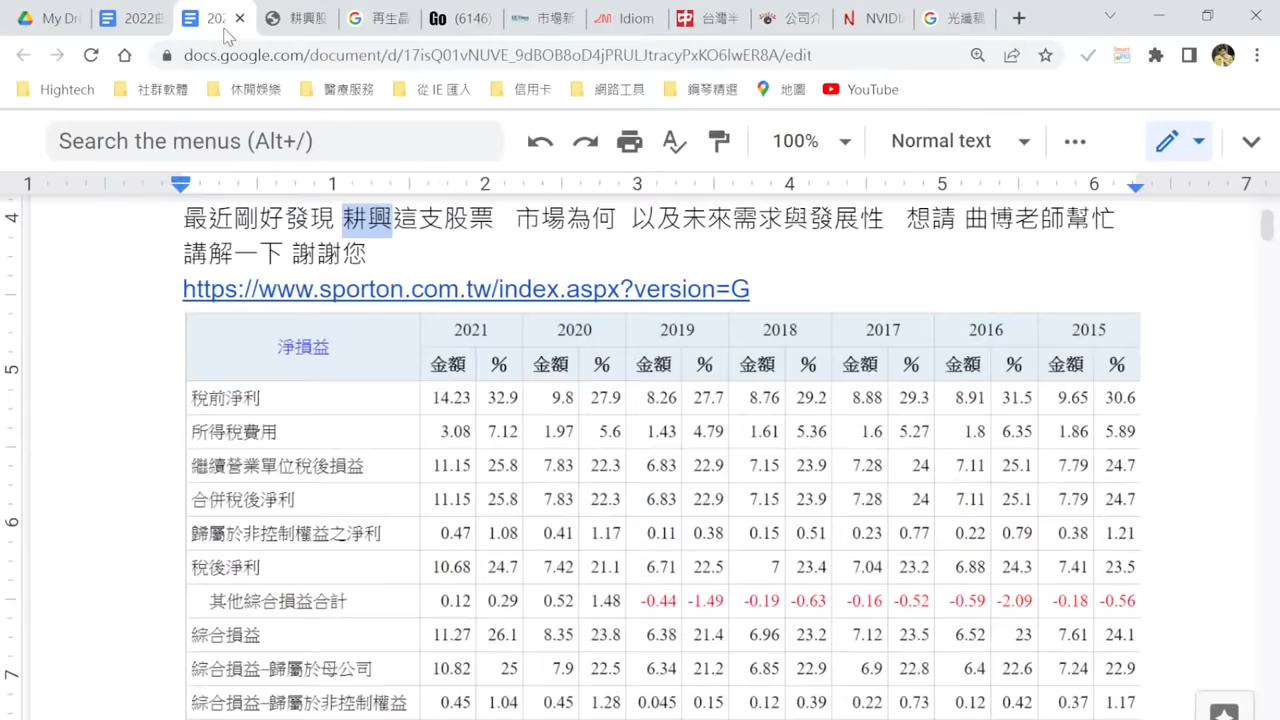 My Dri 2022曲 202 耕興股 再生晶 Go (6146) 市場新 Idiom 台灣半 公司介 NVIDI 光纖耦
docs.google.com/document/d/17isQ01vNUVE_9dBOB8oD4jPRULJtracyPxKO6lwER8A/edit
Hightech 社群軟體 休閒娛樂 醫療服務 從 IE 匯入 信用卡 網路工具 鋼琴精選 地圖 YouTube
Search the menus (Alt+/) 100% Normal text
1 1 2 3 4 5 6 7
最近剛好發現 耕興這支股票 市場為何 以及未來需求與發展性 想請 曲博老師幫忙
講解一下 謝謝您
https://www.sporton.com.tw/index.aspx?version=G
淨損益 2021 2020 2019 2018 2017 2016 2015
金額 % 金額 % 金額 % 金額 % 金額 % 金額 % 金額 %
稅前淨利 14.23 32.9 9.8 27.9 8.26 27.7 8.76 29.2 8.88 29.3 8.91 31.5 9.65 30.6
所得稅費用 3.08 7.12 1.97 5.6 1.43 4.79 1.61 5.36 1.6 5.27 1.8 6.35 1.86 5.89
繼續營業單位稅後損益 11.15 25.8 7.83 22.3 6.83 22.9 7.15 23.9 7.28 24 7.11 25.1 7.79 24.7
合併稅後淨利 11.15 25.8 7.83 22.3 6.83 22.9 7.15 23.9 7.28 24 7.11 25.1 7.79 24.7
歸屬於非控制權益之淨利 0.47 1.08 0.41 1.17 0.11 0.38 0.15 0.51 0.23 0.77 0.22 0.79 0.38 1.21
稅後淨利 10.68 24.7 7.42 21.1 6.71 22.5 7 23.4 7.04 23.2 6.88 24.3 7.41 23.5
其他綜合損益合計 0.12 0.29 0.52 1.48 -0.44 -1.49 -0.19 -0.63 -0.16 -0.52 -0.59 -2.09 -0.18 -0.56
綜合損益 11.27 26.1 8.35 23.8 6.38 21.4 6.96 23.2 7.12 23.5 6.52 23 7.61 24.1
綜合損益–歸屬於母公司 10.82 25 7.9 22.5 6.34 21.2 6.85 22.9 6.9 22.8 6.4 22.6 7.24 22.9
綜合損益–歸屬於非控制權益 0.45 1.04 0.45 1.28 0.045 0.15 0.12 0.39 0.22 0.73 0.12 0.42 0.37 1.17
4
5
6
7